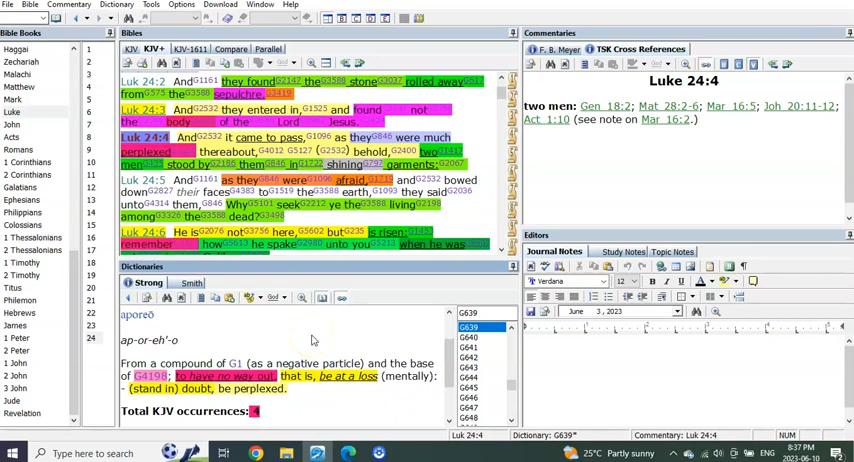 File Bible Commentary Tools Options Download Window Help
Bible Books
Haggai
Zechariah
Malachi
Matthew
Mark
Luke
John
Acts
Romans
1 Corinthians
2 Corinthians
Galatians
Ephesians
Philippians
Colossians
1 Thessalonians
2 Thessalonians
1 Timothy
2 Timothy
Titus
Philemon
Hebrews
James
1 Peter
2 Peter
1 John
2 John
3 John
Jude
Revelation
1
2
3
4
5
6
7
8
9
10
11
12
13
14
15
16
17
18
19
20
21
22
23
24
Bibles
KJV KJV+ KJV-1611 Compare Parallel
Luk 24:2 And G1161 they found G2147 the G3588 stone G3037 rolled away G617
from G575 the G3588 sepulchre. G3419
Luk 24:3 And G2532 they entered in, G1525 and found not
the body of the Lord Jesus.
Luk 24:4 And G2532 it came to pass, G1096 as they G846 were much
perplexed thereabout, G4012 G5127 (G2532) behold, G2400 two G1417
men G435 stood by G2186 them G846 in G1722 shining G797 garments: G2067
Luk 24:5 And G1161 as they G846 were G1096 afraid, G1719 and G2532 bowed
down G2827 their faces G4383 to G1519 the G3588 earth, G1093 they said G2036
unto G4314 them, G846 Why G5101 seek G2212 ye the G3588 living G2198
among G3326 the G3588 dead? G3498
Luk 24:6 He is G2076 not G3756 here, G5602 but G235 is risen: G1453
remember how G5613 he spake G2980 unto you G5213 when he was
Dictionaries
Strong Smith
aporeō
ap-or-eh'-o
From a compound of G1 (as a negative particle) and the base
of G4198; to have no way out, that is, be at a loss (mentively):
- (stand in) doubt, be perplexed.
Total KJV occurrences: 4
G639
G639
G640
G641
G642
G643
G644
G645
G646
G647
G648
Commentaries
F. B. Meyer TSK Cross References
Luke 24:4
two men: Gen 18:2; Mat 28:2-6; Mar 16:5; Joh 20:11-12;
Act 1:10 (see note on Mar 16:2.)
Editors
Journal Notes Study Notes Topic Notes
Verdana 12 B I U A
June 3, 2023
1 2 3 4 5 6 7
Luk 24:4 Dictionary: G639* Commentary: Luk 24:4 NUM
Type here to search
25°C Partly sunny
ENG
8:37 PM
2023-06-10
2